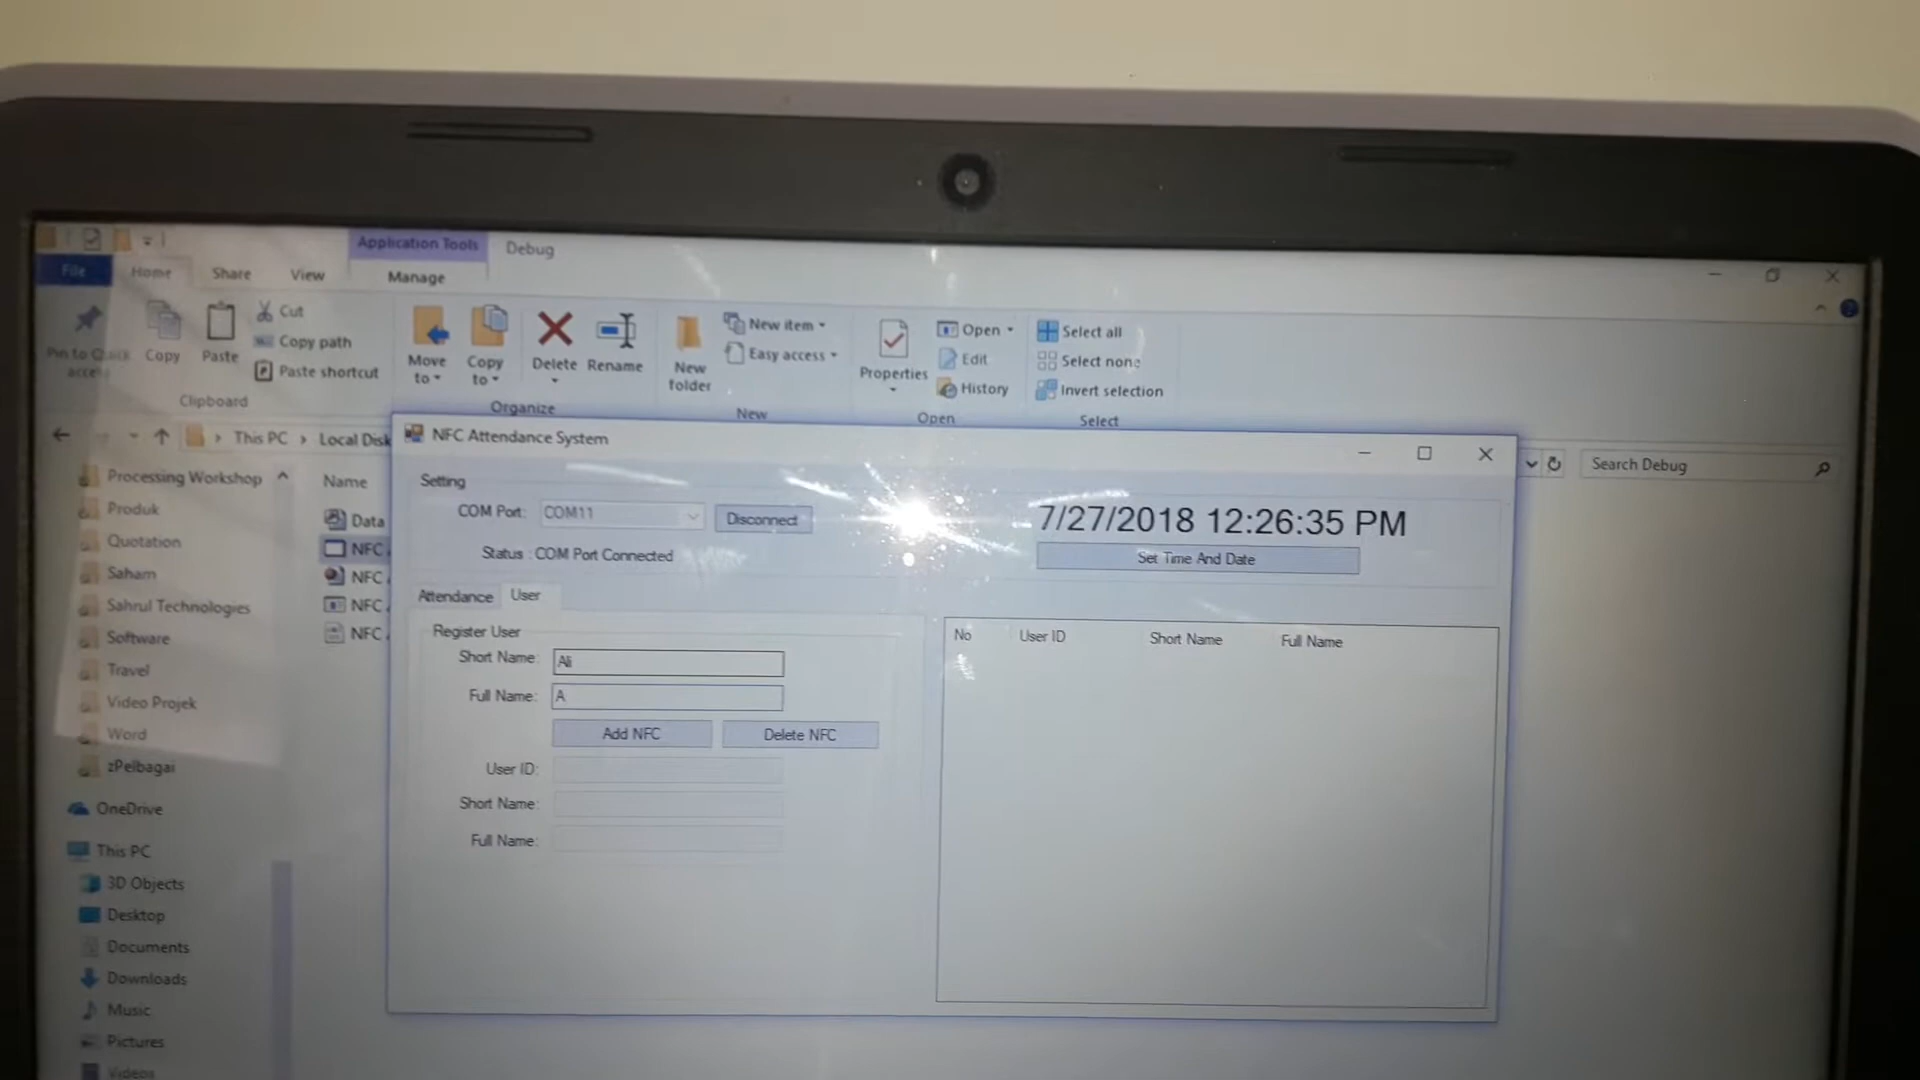 Application Tools Debug
File Home Share View Manage
Pin to Quick access
Copy
Paste
Cut
Copy path
Paste shortcut
Clipboard
Move to
Copy to
Delete
Rename
Organize
New folder
New item
Easy access
New
Properties
Open
Edit
History
Open
Select all
Select none
Invert selection
Select
This PC > Local Disk
Search Debug
Processing Workshop
Produk
Quotation
Saham
Sahrul Technologies
Software
Travel
Video Projek
Word
zPelbagai
OneDrive
This PC
3D Objects
Desktop
Documents
Downloads
Music
Pictures
Videos
Name
Data
NFC
NFC
NFC
NFC
NFC Attendance System
Setting
COM Port: COM11 Disconnect
Status : COM Port Connected
7/27/2018 12:26:35 PM
Set Time And Date
Attendance User
Register User
Short Name: Ali
Full Name: A
Add NFC Delete NFC
User ID:
Short Name:
Full Name:
No User ID Short Name Full Name